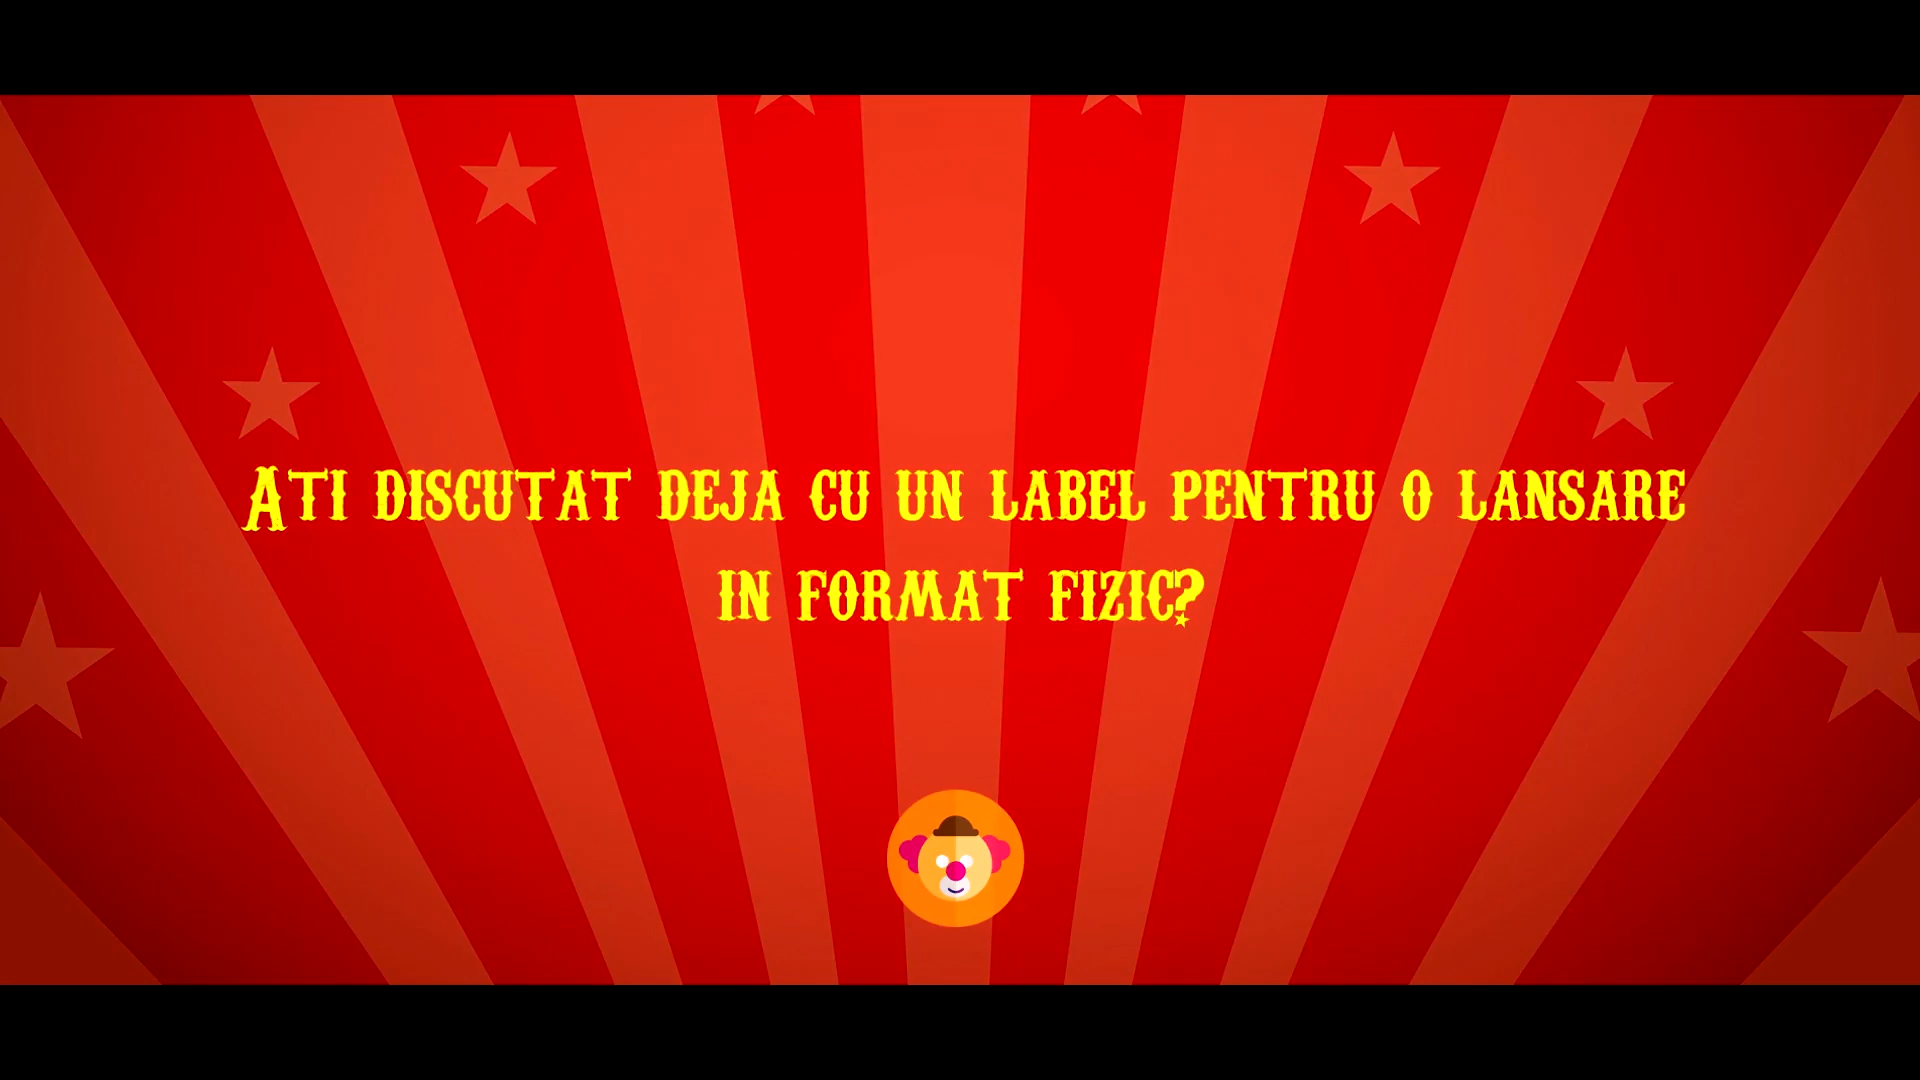 Ati discutat deja cu un label pentru o lansare
in format fizic?